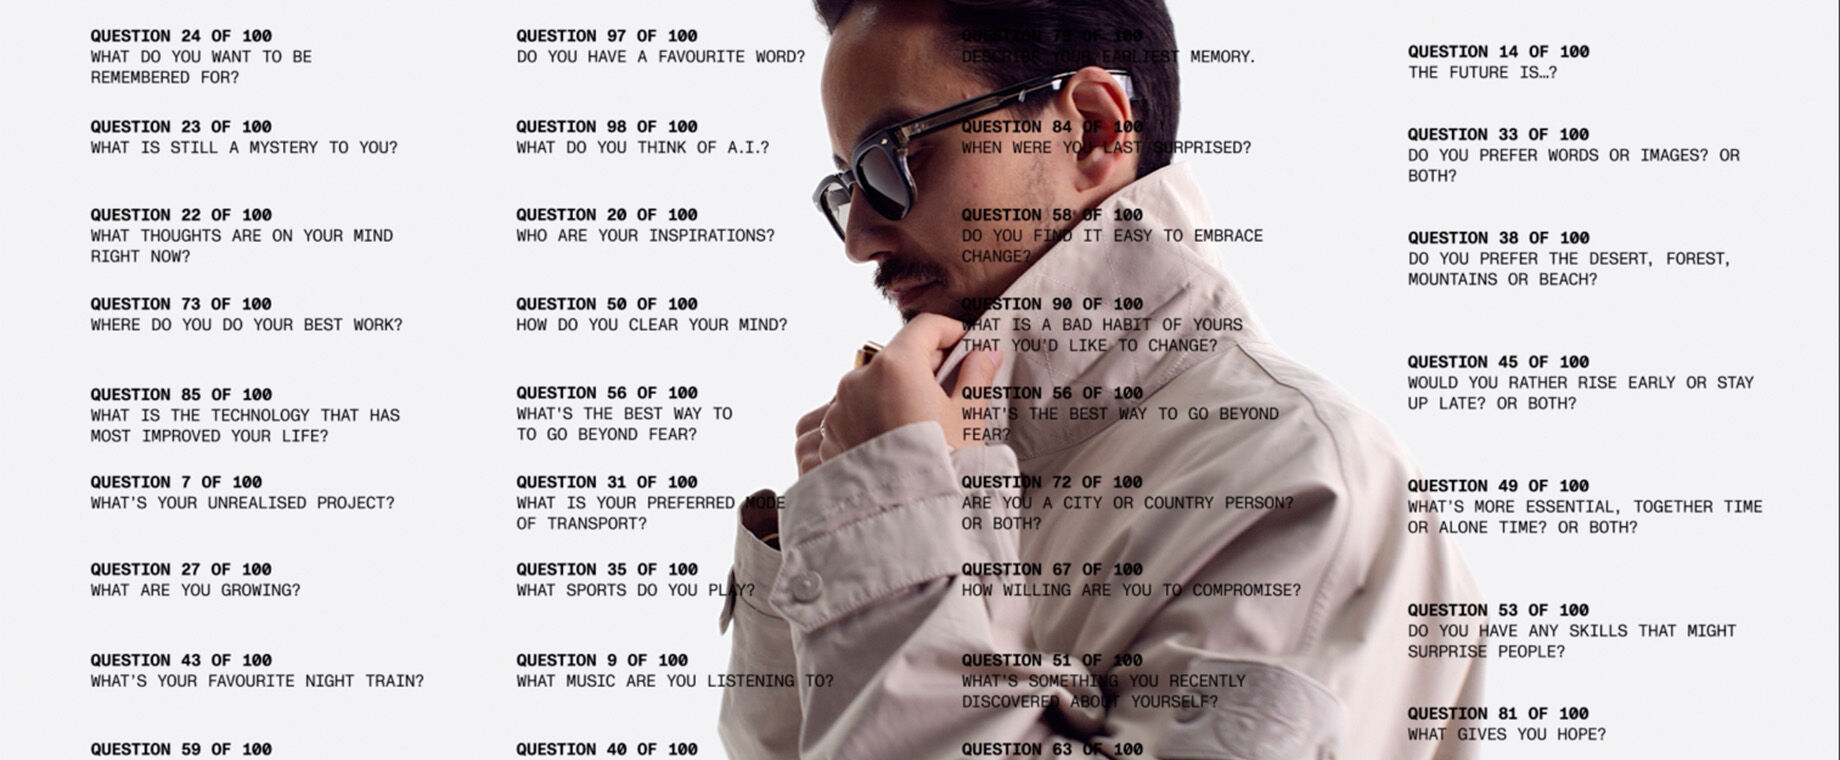 QUESTION 24 OF 100
WHAT DO YOU WANT TO BE
REMEMBERED FOR?
QUESTION 23 OF 100
WHAT IS STILL A MYSTERY TO YOU?
QUESTION 22 OF 100
WHAT THOUGHTS ARE ON YOUR MIND
RIGHT NOW?
QUESTION 73 OF 100
WHERE DO YOU DO YOUR BEST WORK?
QUESTION 85 OF 100
WHAT IS THE TECHNOLOGY THAT HAS
MOST IMPROVED YOUR LIFE?
QUESTION 7 OF 100
WHAT'S YOUR UNREALISED PROJECT?
QUESTION 27 OF 100
WHAT ARE YOU GROWING?
QUESTION 43 OF 100
WHAT'S YOUR FAVOURITE NIGHT TRAIN?
QUESTION 59 OF 100
QUESTION 97 OF 100
DO YOU HAVE A FAVOURITE WORD?
QUESTION 98 OF 100
WHAT DO YOU THINK OF A.I.?
QUESTION 20 OF 100
WHO ARE YOUR INSPIRATIONS?
QUESTION 50 OF 100
HOW DO YOU CLEAR YOUR MIND?
QUESTION 56 OF 100
WHAT'S THE BEST WAY TO
TO GO BEYOND FEAR?
QUESTION 31 OF 100
WHAT IS YOUR PREFERRED MODE
OF TRANSPORT?
QUESTION 35 OF 100
WHAT SPORTS DO YOU PLAY?
QUESTION 9 OF 100
WHAT MUSIC ARE YOU LISTENING TO?
QUESTION 40 OF 100
QUESTION OF 100
DESCRIBE YOUR EARLIEST MEMORY.
QUESTION 84 OF 100
WHEN WERE YOU LAST SURPRISED?
QUESTION 58 OF 100
DO YOU FIND IT EASY TO EMBRACE
CHANGE?
QUESTION 90 OF 100
WHAT IS A BAD HABIT OF YOURS
THAT YOU'D LIKE TO CHANGE?
QUESTION 56 OF 100
WHAT'S THE BEST WAY TO GO BEYOND
FEAR?
QUESTION 72 OF 100
ARE YOU A CITY OR COUNTRY PERSON?
OR BOTH?
QUESTION 67 OF 100
HOW WILLING ARE YOU TO COMPROMISE?
QUESTION 51 OF 100
WHAT'S SOMETHING YOU RECENTLY
DISCOVERED ABOUT YOURSELF?
QUESTION 63 OF 100
QUESTION 14 OF 100
THE FUTURE IS…?
QUESTION 33 OF 100
DO YOU PREFER WORDS OR IMAGES? OR
BOTH?
QUESTION 38 OF 100
DO YOU PREFER THE DESERT, FOREST,
MOUNTAINS OR BEACH?
QUESTION 45 OF 100
WOULD YOU RATHER RISE EARLY OR STAY
UP LATE? OR BOTH?
QUESTION 49 OF 100
WHAT'S MORE ESSENTIAL, TOGETHER TIME
OR ALONE TIME? OR BOTH?
QUESTION 53 OF 100
DO YOU HAVE ANY SKILLS THAT MIGHT
SURPRISE PEOPLE?
QUESTION 81 OF 100
WHAT GIVES YOU HOPE?